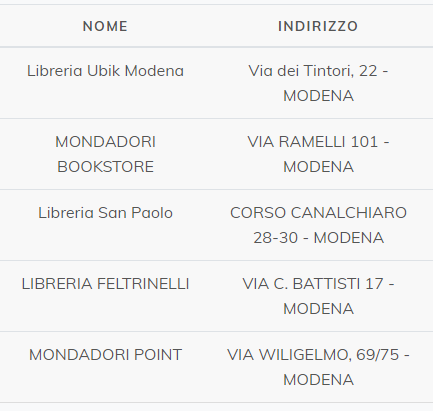 NOME INDIRIZZO
Libreria Ubik Modena Via dei Tintori, 22 -
MODENA
MONDADORI VIA RAMELLI 101 -
BOOKSTORE MODENA
Libreria San Paolo CORSO CANALCHIARO
28-30 - MODENA
LIBRERIA FELTRINELLI VIA C. BATTISTI 17 -
MODENA
MONDADORI POINT VIA WILIGELMO, 69/75 -
MODENA